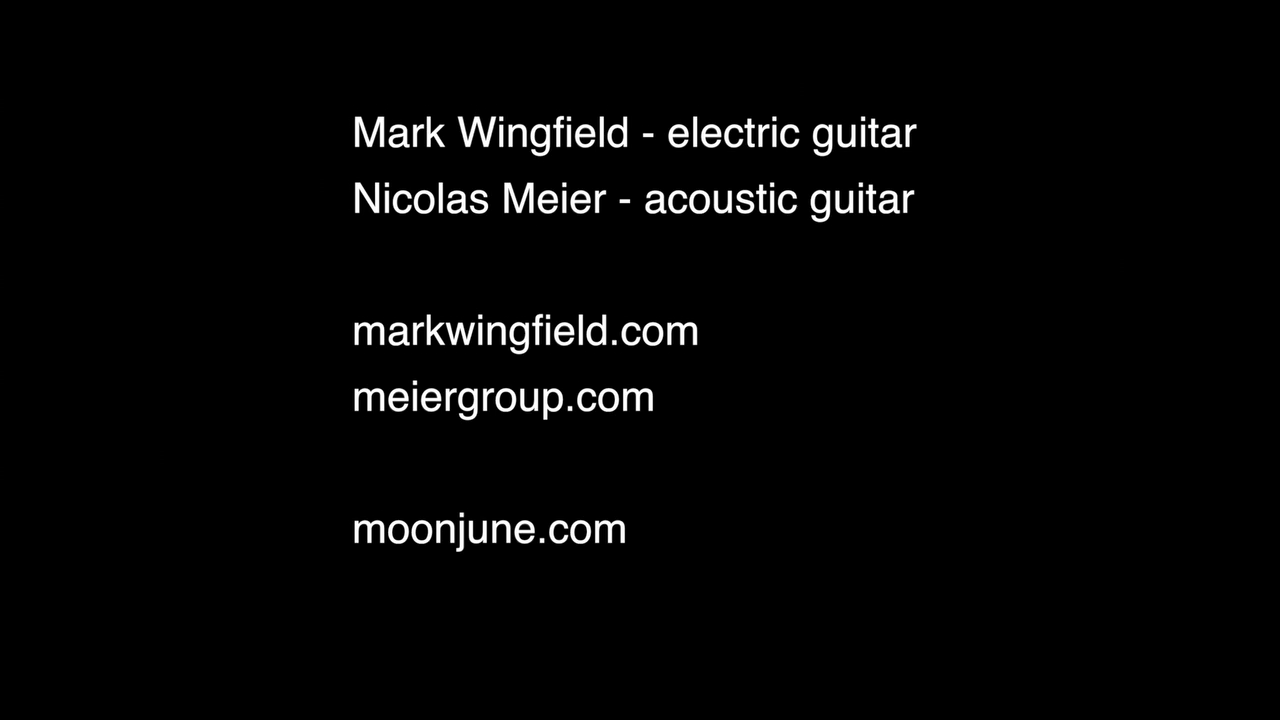 Mark Wingfield - electric guitar
Nicolas Meier - acoustic guitar
markwingfield.com
meiergroup.com
moonjune.com